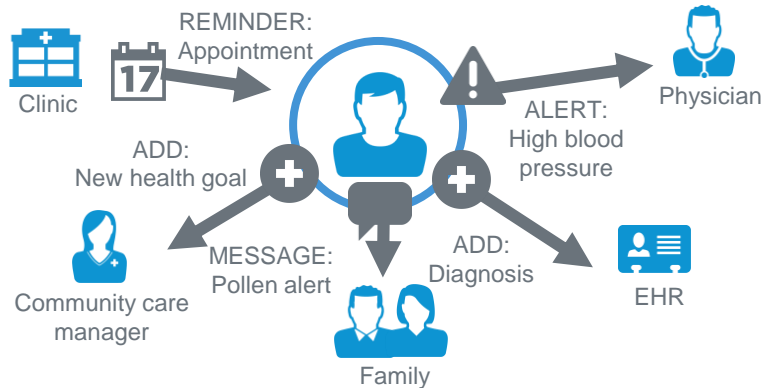 REMINDER:
Appointment
17
Clinic
Physician
ALERT:
High blood
pressure
ADD:
New health goal
MESSAGE:
Pollen alert
ADD:
Diagnosis
Community care
manager
EHR
Family